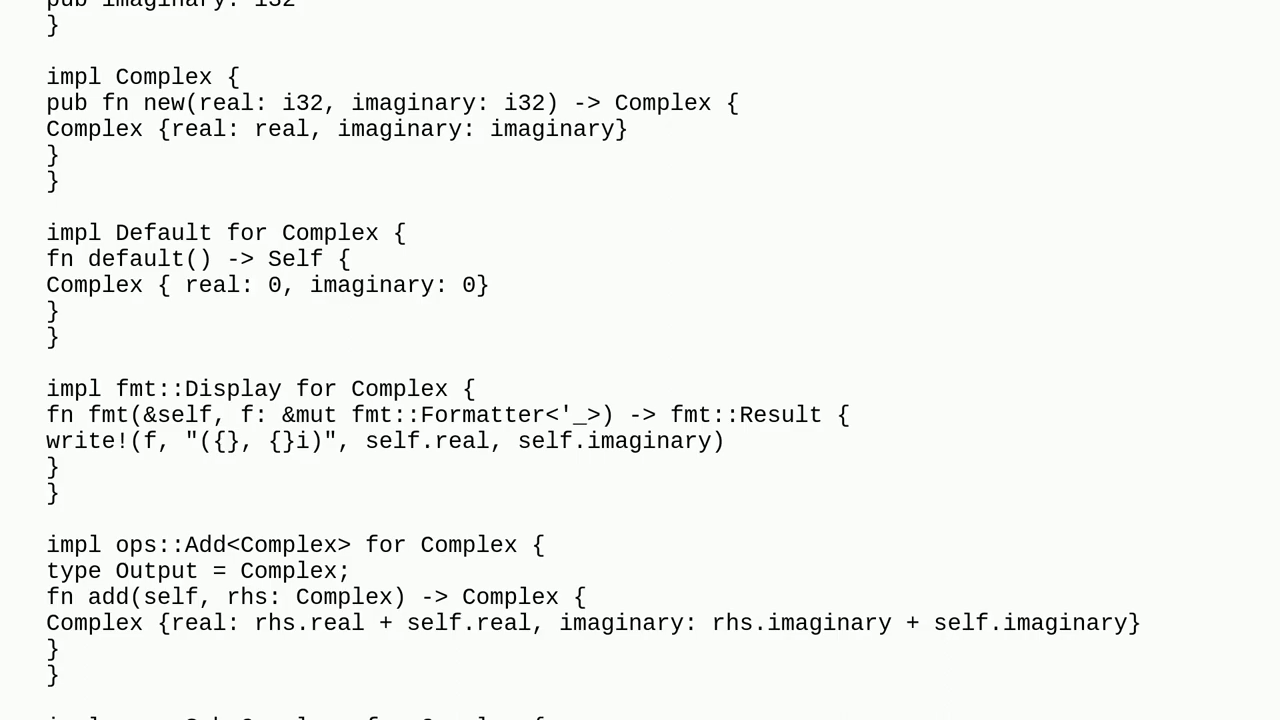 pub imaginary: i32
}

impl Complex {
pub fn new(real: i32, imaginary: i32) -> Complex {
Complex {real: real, imaginary: imaginary}
}
}

impl Default for Complex {
fn default() -> Self {
Complex { real: 0, imaginary: 0}
}
}

impl fmt::Display for Complex {
fn fmt(&self, f: &mut fmt::Formatter<'_>) -> fmt::Result {
write!(f, "({}, {}i)", self.real, self.imaginary)
}
}

impl ops::Add<Complex> for Complex {
type Output = Complex;
fn add(self, rhs: Complex) -> Complex {
Complex {real: rhs.real + self.real, imaginary: rhs.imaginary + self.imaginary}
}
}